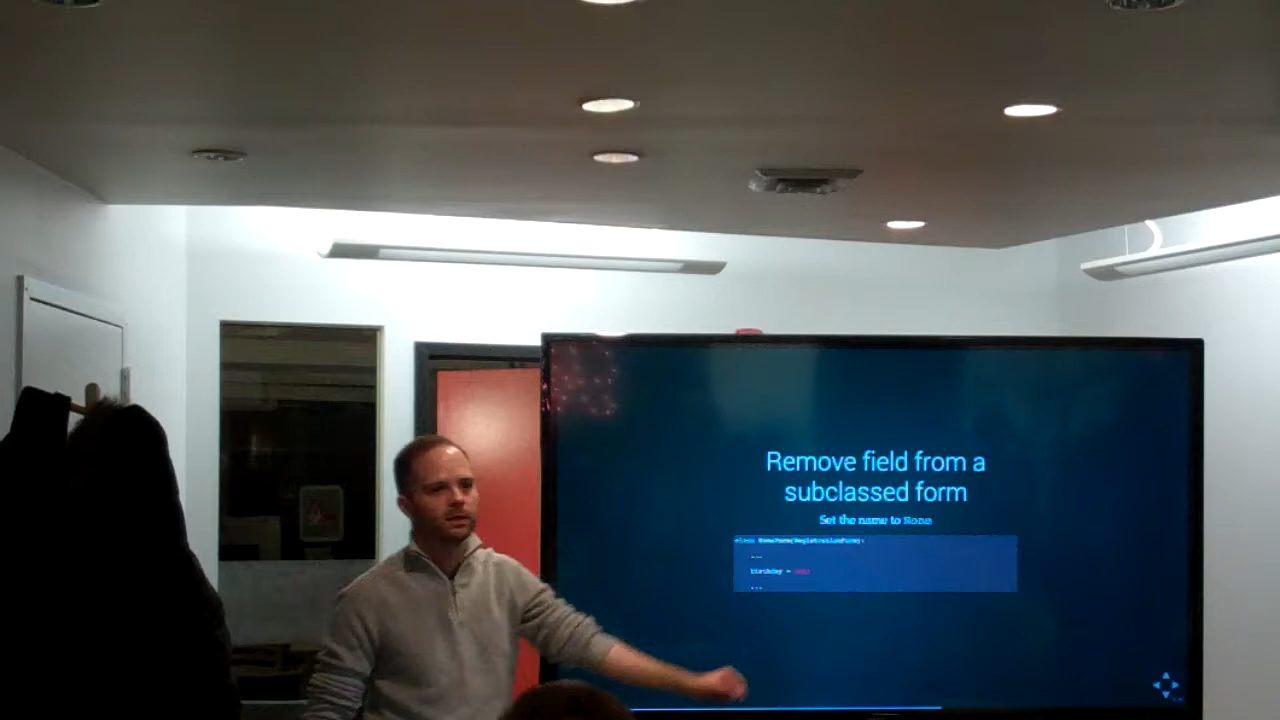 Remove field from a
subclassed form
Set the name to None
...
birthday = None
...